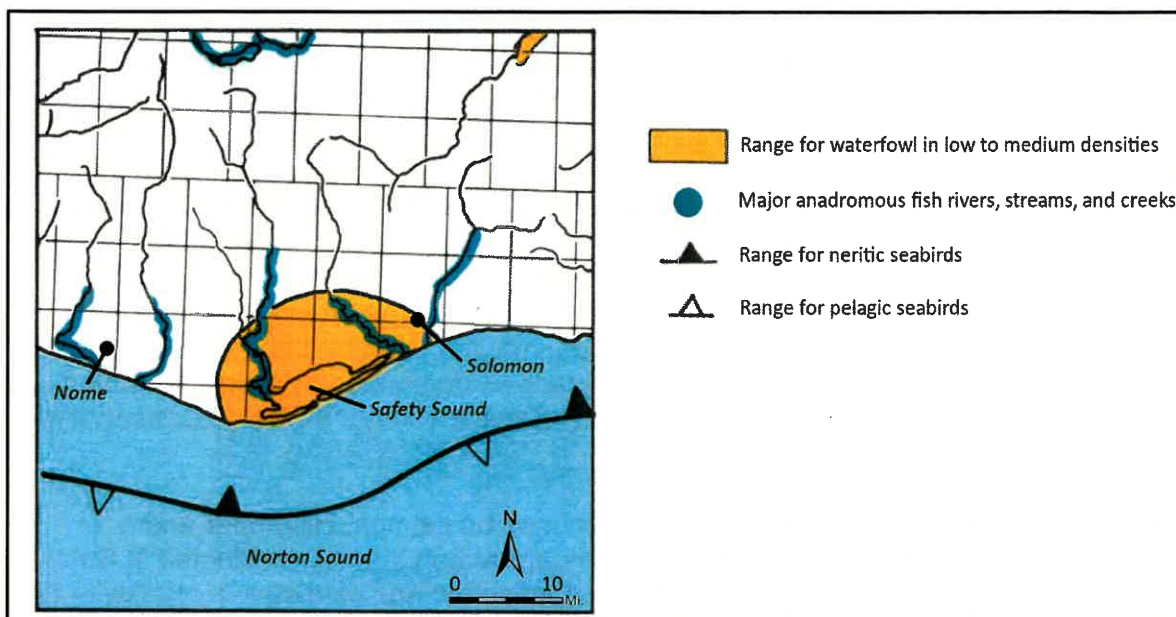 Range for waterfowl in low to medium densities
Major anadromous fish rivers, streams, and creeks
Range for neritic seabirds
Range for pelagic seabirds
Solomon
Nome
Safety Sound
N
Norton Sound
0 10
Mi.